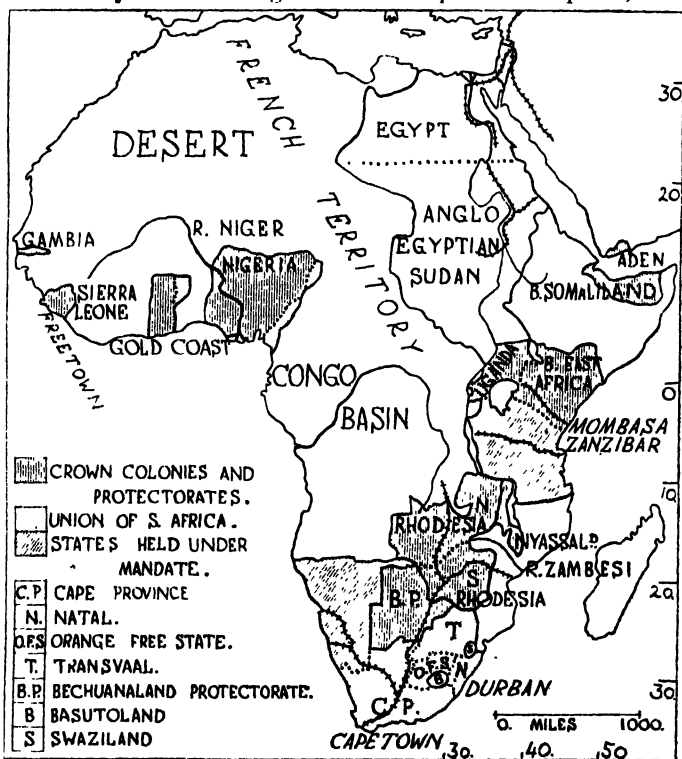 FRENCH
TERRITORY
DESERT
EGYPT
30
20
ANGLO
EGYPTIAN
SUDAN
R. NIGER
GAMBIA
NIGERIA
ADEN
B. SOMALILAND
SIERRA
LEONE
FREETOWN
GOLD COAST
UGANDA
B. EAST
AFRICA
0
CONGO
BASIN
MOMBASA
ZANZIBAR
CROWN COLONIES AND
PROTECTORATES.
10
N
RHODESIA
NYASSALD.
UNION OF S. AFRICA.
STATES HELD UNDER
MANDATE.
R. ZAMBESI
20
S
RHODESIA
B.P.
C.P. CAPE PROVINCE
N. NATAL.
O.F.S ORANGE FREE STATE.
T. TRANSVAAL.
B.P. BECHUANALAND PROTECTORATE.
B BASUTOLAND
S SWAZILAND
T
S
O.F.S
N
B
DURBAN
30
C. P.
CAPETOWN
0. MILES 1000.
30. 40. 50